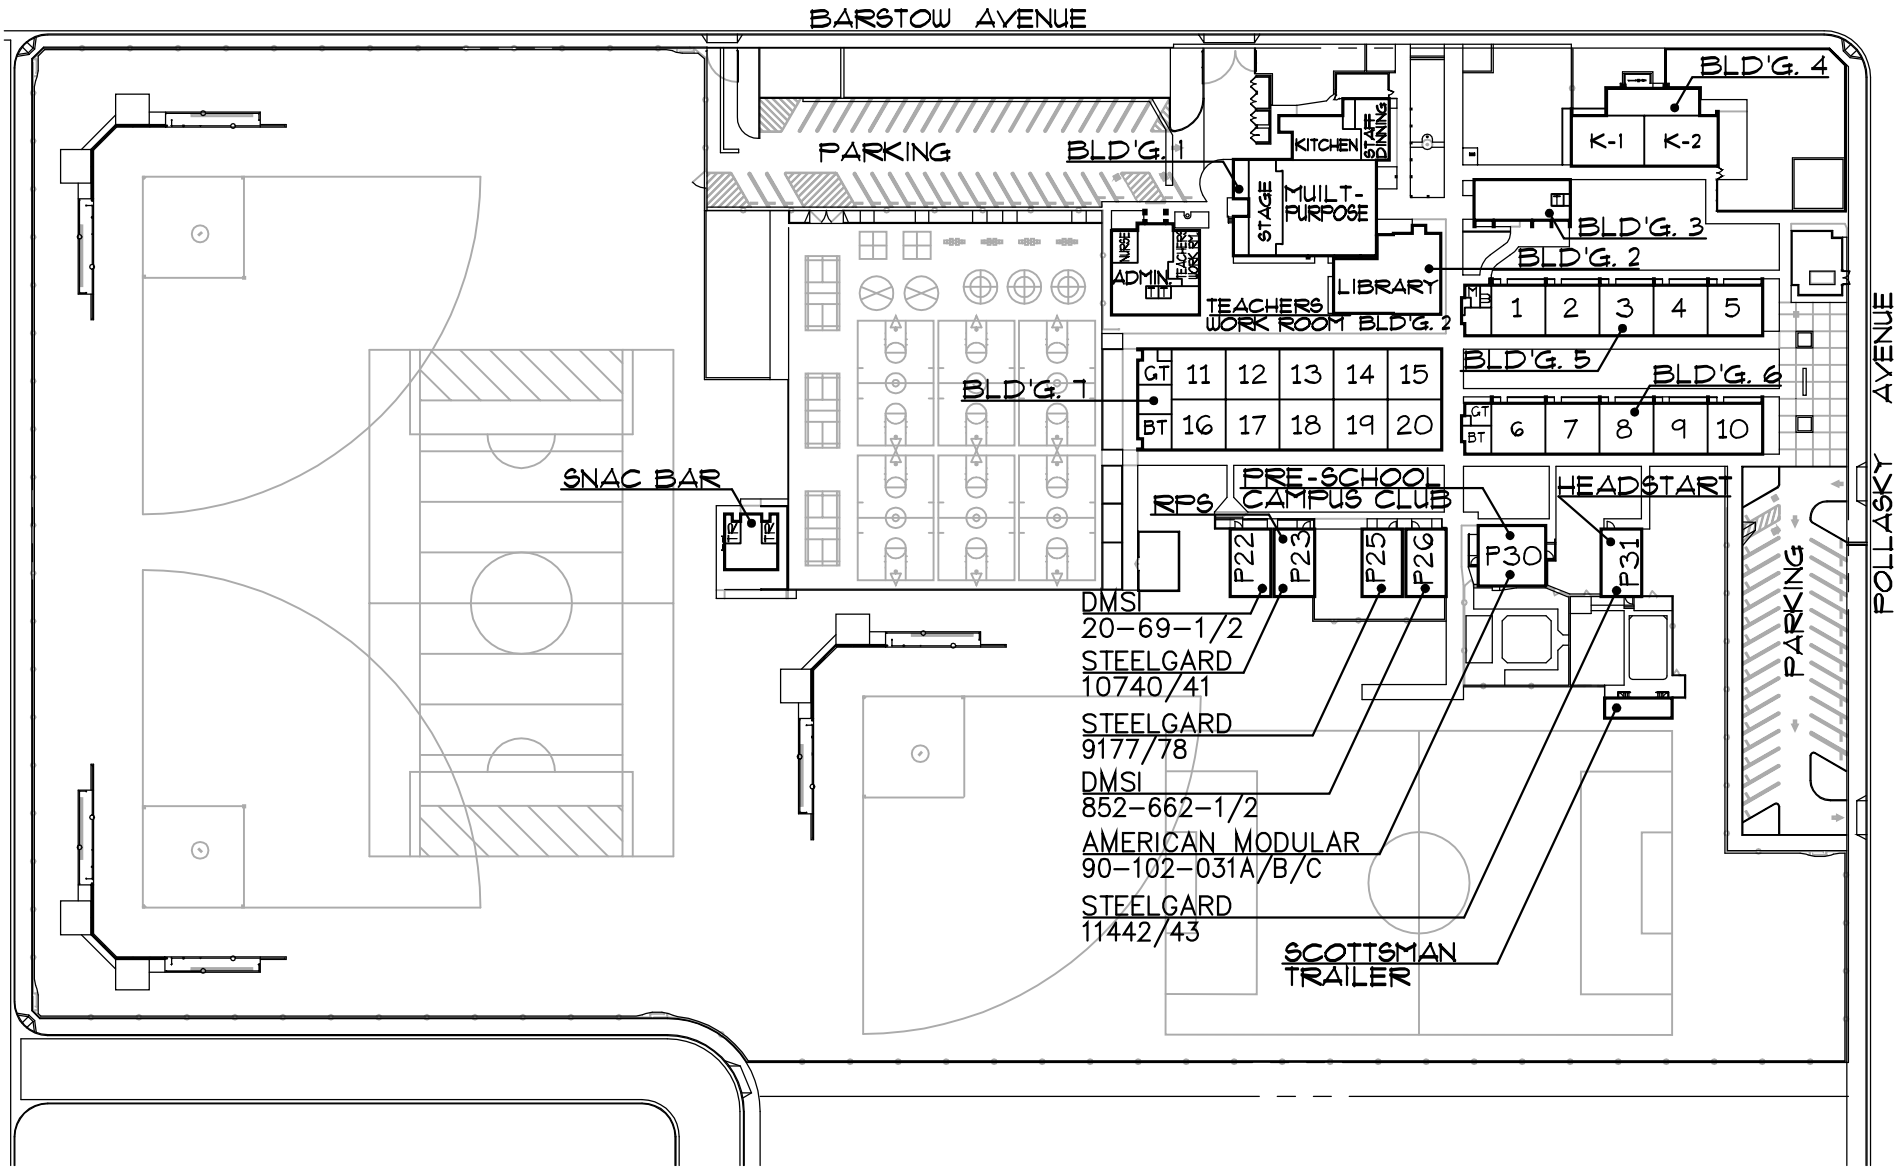 BARSTOW AVENUE
BLD'G. 4
PARKING
BLD'G. 1
KITCHEN
STAFF
DINNING
K-1
K-2
STAGE
MUILT-
PURPOSE
BLD'G. 3
NURSE
TEACHERS
WORK RM
ADMIN.
BLD'G. 2
LIBRARY
TEACHERS
WORK ROOM BLD'G. 2
M
B
1
2
3
4
5
POLLASKY AVENUE
BLD'G. 5
BLD'G. 6
GT
11
12
13
14
15
BLD'G. 7
BT
16
17
18
19
20
GT
BT
6
7
8
9
10
SNAC BAR
TR
TR
RPS
PRE-SCHOOL
CAMPUS CLUB
HEADSTART
P22
P23
P25
P26
P30
P31
PARKING
DMSI
20-69-1/2
STEELGARD
10740/41
STEELGARD
9177/78
DMSI
852-662-1/2
AMERICAN MODULAR
90-102-031A/B/C
STEELGARD
11442/43
SCOTTSMAN
TRAILER